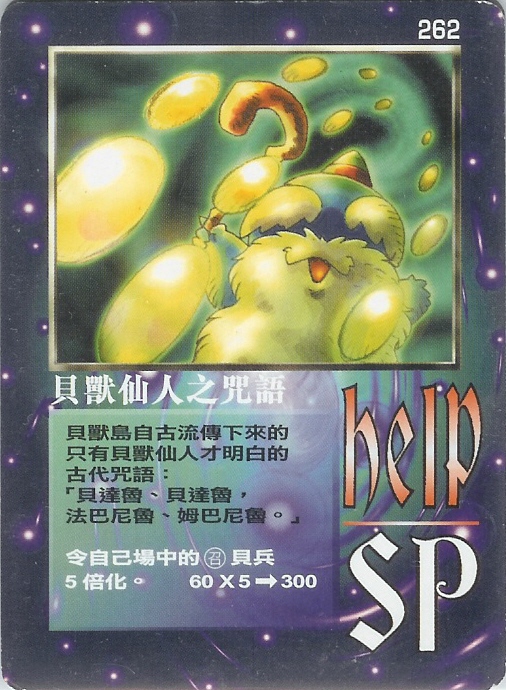 262
貝獸仙人之咒語
貝獸島自古流傳下來的
只有貝獸仙人才明白的
古代咒語：
「貝達魯、貝達魯，
法巴尼魯、姆巴尼魯。」
令自己場中的㊁召貝兵
5倍化。 60 X 5 ➡ 300
help
SP